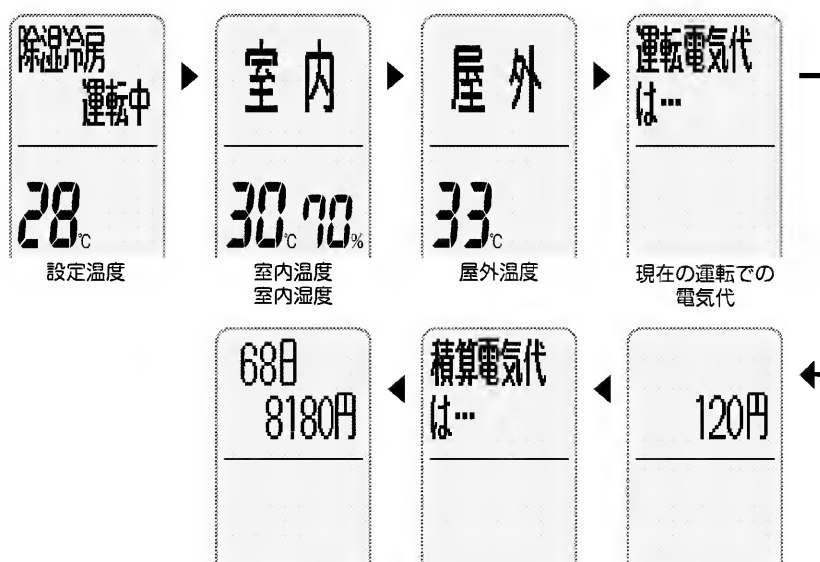 除湿冷房
運転中
28℃
設定温度
室内
30℃ 70%
室内温度
室内湿度
屋外
33℃
屋外温度
運転電気代
は…
現在の運転での
電気代
120円
積算電気代
は…
68日
8180円